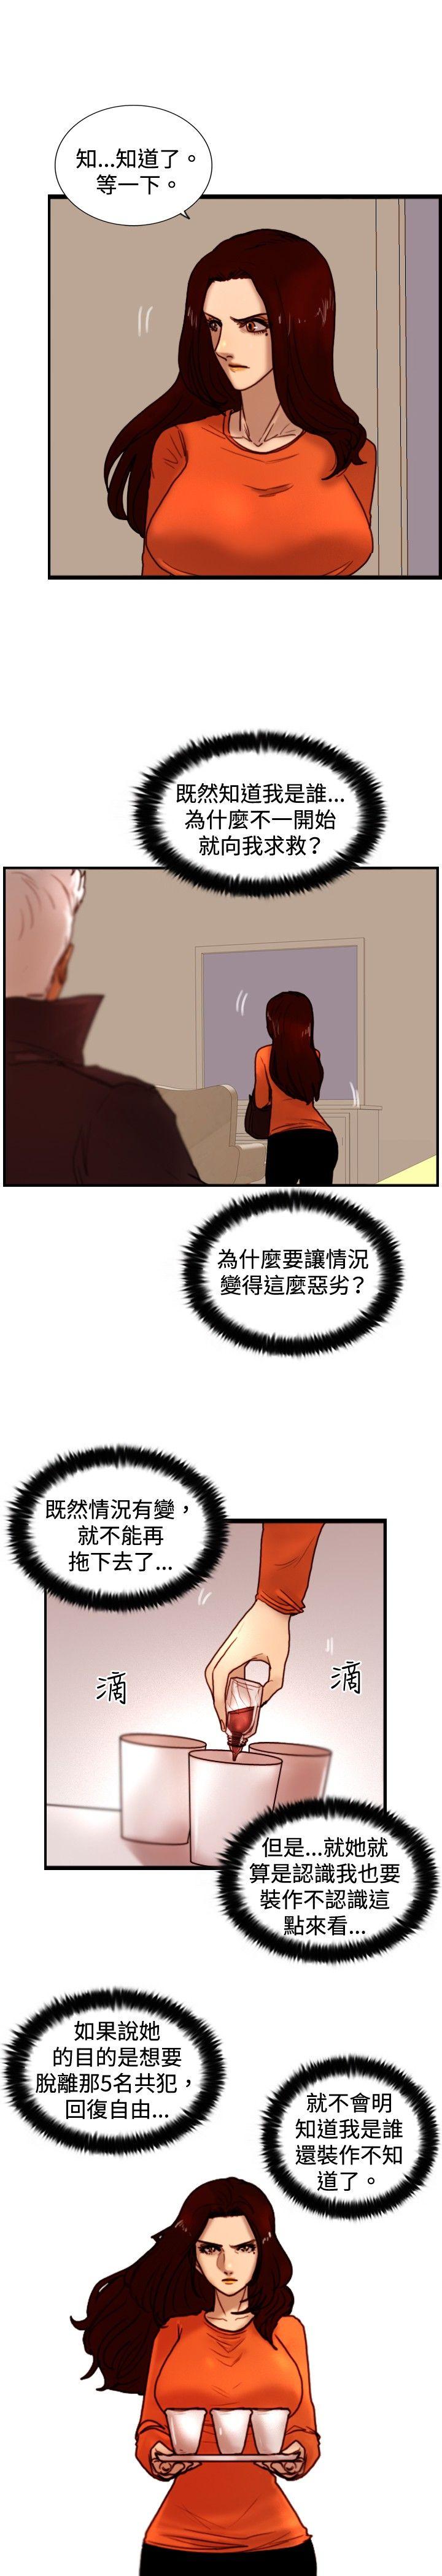 知...知道了。
等一下。
既然知道我是誰...
為什麼不一開始
就向我求救？
為什麼要讓情況
變得這麼惡劣？
既然情況有變，
就不能再
拖下去了...
滴
滴
但是...就她就
算是認識我也要
裝作不認識這
點來看...
如果說她
的目的是想要
脫離那5名共犯，
回復自由...
就不會明
知道我是誰
還裝作不知
道了。